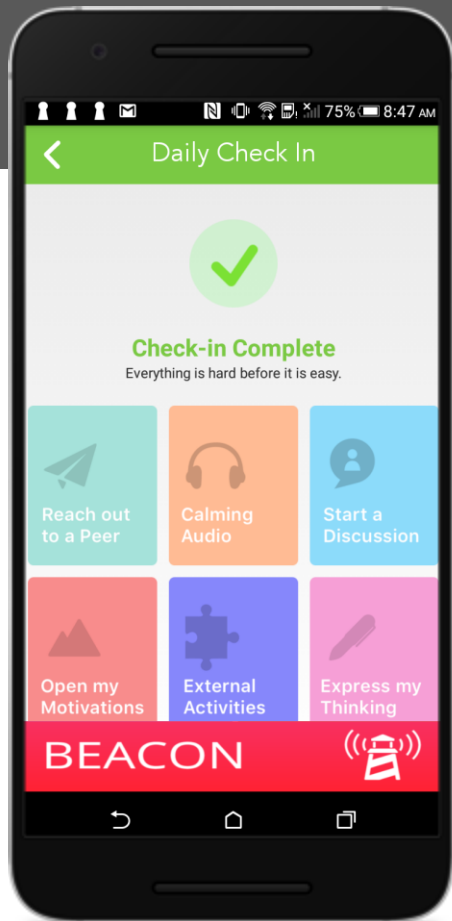 75% 8:47 AM
Daily Check In
Check-in Complete
Everything is hard before it is easy.
Reach out
to a Peer
Calming
Audio
Start a
Discussion
Open my
Motivations
External
Activities
Express my
Thinking
BEACON